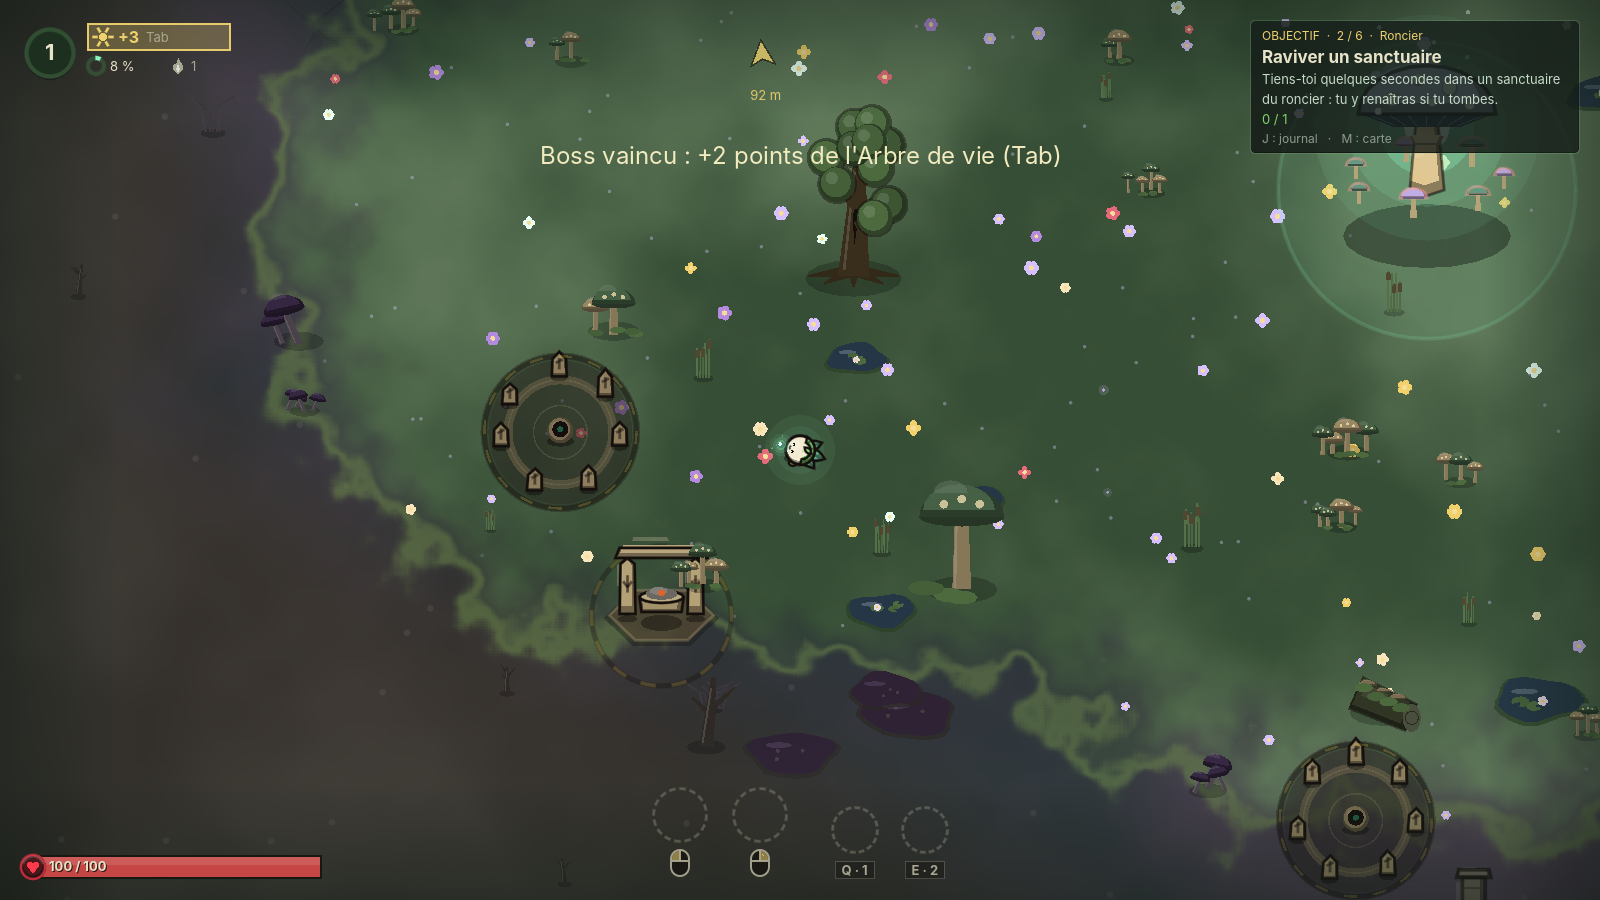 1
+3 Tab
8 %
1
92 m
Boss vaincu : +2 points de l'Arbre de vie (Tab)
OBJECTIF · 2 / 6 · Roncier
Raviver un sanctuaire
Tiens-toi quelques secondes dans un sanctuaire
du roncier : tu y renaîtras si tu tombes.
0 / 1
J : journal · M : carte
100 / 100
Q · 1
E · 2